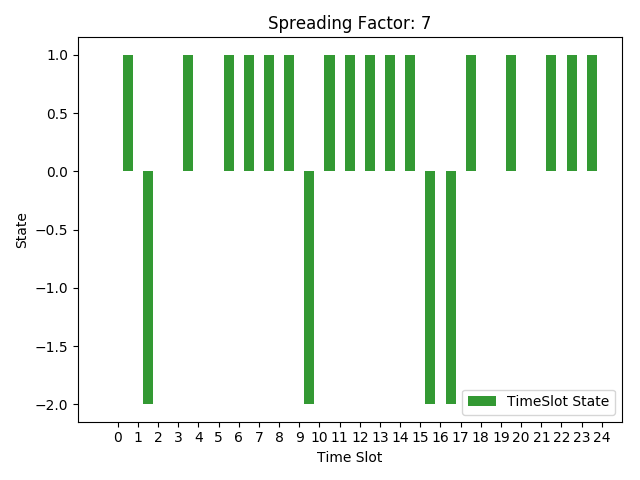 Spreading Factor: 7
1.0
0.5
0.0
−0.5
−1.0
−1.5
−2.0
State
TimeSlot State
0 1 2 3 4 5 6 7 8 9 10 11 12 13 14 15 16 17 18 19 20 21 22 23 24
Time Slot